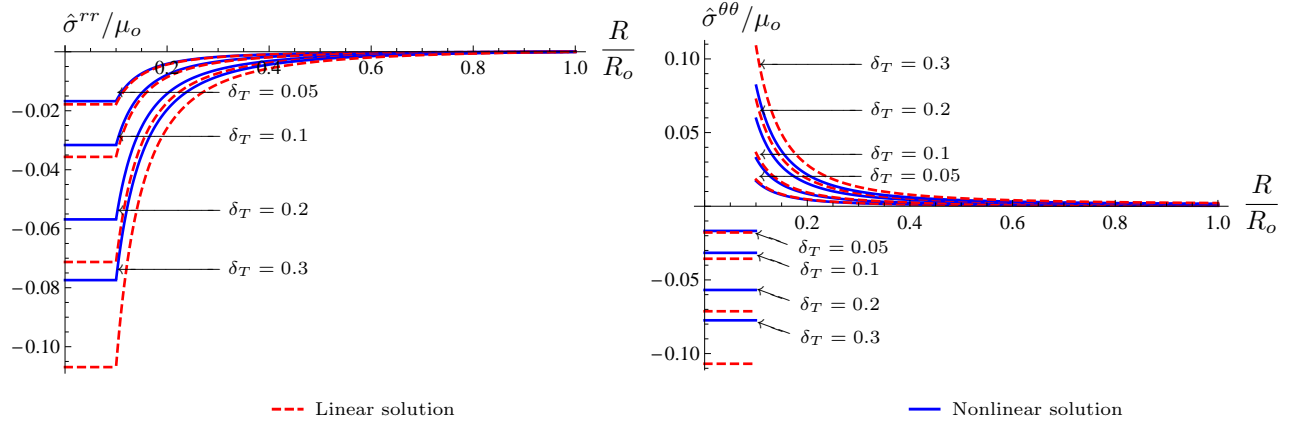 σ̂^{rr}/μ_o
R/R_o
0.2 0.4 0.6 0.8 1.0
−0.02
−0.04
−0.06
−0.08
−0.10
δ_T = 0.05
δ_T = 0.1
δ_T = 0.2
δ_T = 0.3
σ̂^{θθ}/μ_o
R/R_o
0.10
0.05
−0.05
−0.10
0.2 0.4 0.6 0.8 1.0
δ_T = 0.3
δ_T = 0.2
δ_T = 0.1
δ_T = 0.05
δ_T = 0.05
δ_T = 0.1
δ_T = 0.2
δ_T = 0.3
Linear solution
Nonlinear solution